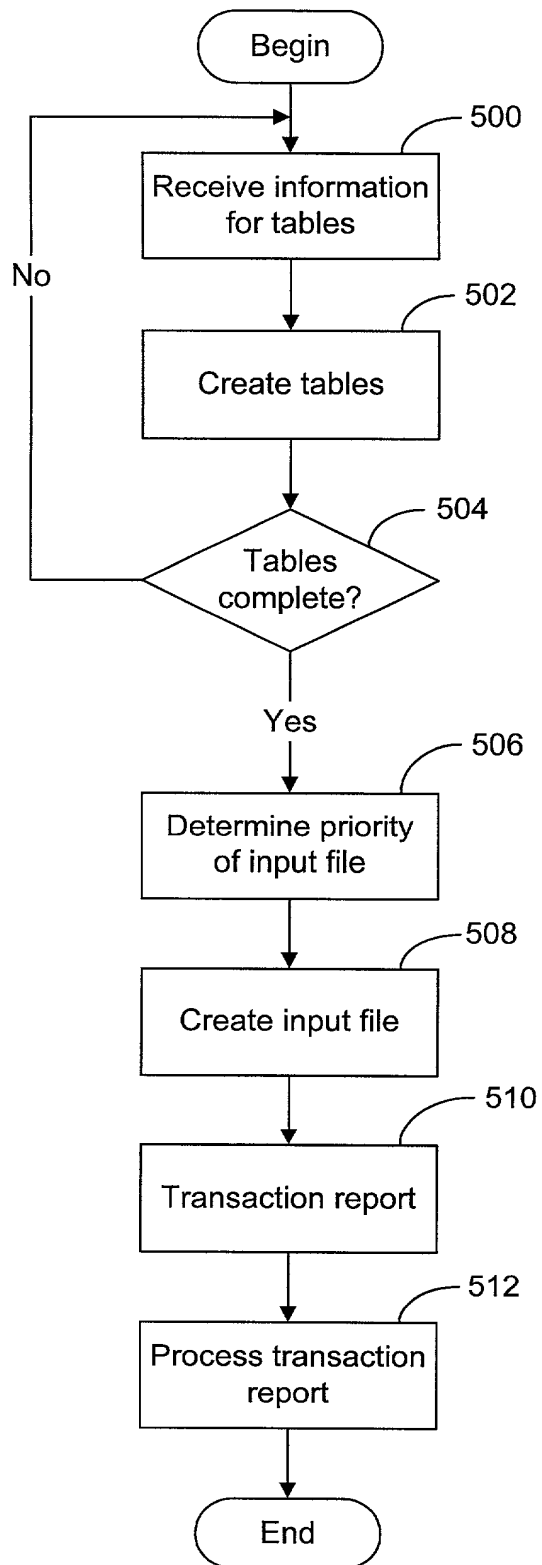 Begin
500
Receive information
for tables
No
502
Create tables
504
Tables
complete?
Yes
506
Determine priority
of input file
508
Create input file
510
Transaction report
512
Process transaction
report
End